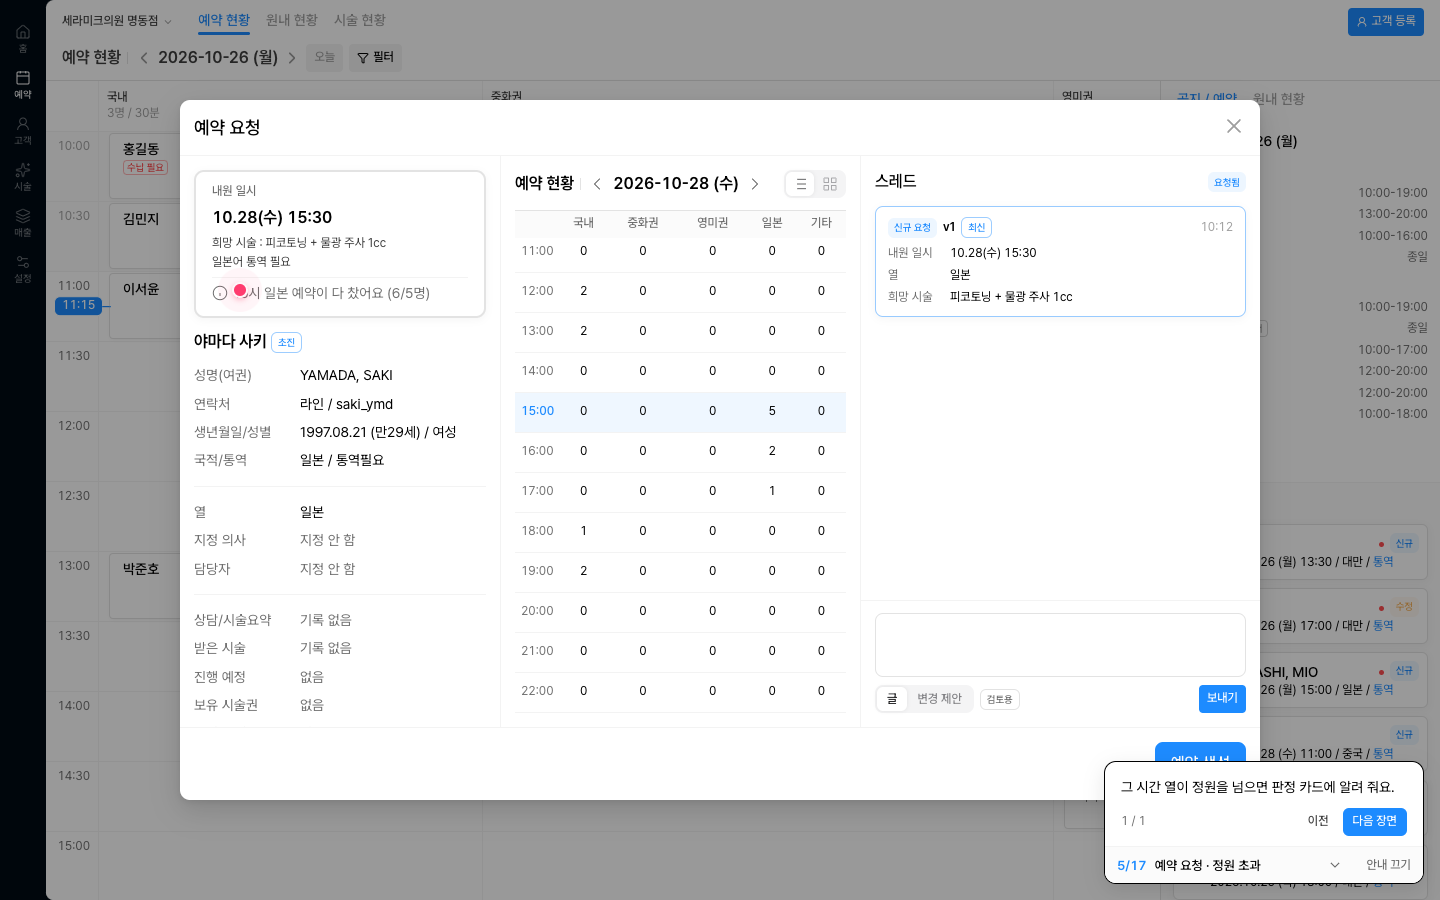 세라미크의원 명동점
예약 현황
원내 현황
시술 현황
고객 등록
홈
예약
고객
시술
매출
설정
예약 현황
2026-10-26 (월)
오늘
필터
국내
3명 / 30분
중화권
영미권
공지 / 예약
원내 현황
26 (월)
10:00
홍길동
수납 필요
10:30
김민지
11:00
이서윤
11:15
11:30
12:00
12:30
13:00
박준호
13:30
14:00
14:30
15:00
예약 요청
내원 일시
10.28(수) 15:30
희망 시술 : 피코토닝 + 물광 주사 1cc
일본어 통역 필요
시 일본 예약이 다 찼어요 (6/5명)
야마다 사키
초진
성명(여권) YAMADA, SAKI
연락처 라인 / saki_ymd
생년월일/성별 1997.08.21 (만29세) / 여성
국적/통역 일본 / 통역필요
열 일본
지정 의사 지정 안 함
담당자 지정 안 함
상담/시술요약 기록 없음
받은 시술 기록 없음
진행 예정 없음
보유 시술권 없음
예약 현황
2026-10-28 (수)
국내 중화권 영미권 일본 기타
11:00 0 0 0 0 0
12:00 2 0 0 0 0
13:00 2 0 0 0 0
14:00 0 0 0 0 0
15:00 0 0 0 5 0
16:00 0 0 0 2 0
17:00 0 0 0 1 0
18:00 1 0 0 0 0
19:00 2 0 0 0 0
20:00 0 0 0 0 0
21:00 0 0 0 0 0
22:00 0 0 0 0 0
스레드
요청됨
신규 요청 v1 최신 10:12
내원 일시 10.28(수) 15:30
열 일본
희망 시술 피코토닝 + 물광 주사 1cc
글
변경 제안
검토용
보내기
10:00-19:00
13:00-20:00
10:00-16:00
종일
10:00-19:00
종일
10:00-17:00
12:00-20:00
12:00-20:00
10:00-18:00
신규
26 (월) 13:30 / 대만 / 통역
수정
26 (월) 17:00 / 대만 / 통역
ASHI, MIO
신규
26 (월) 15:00 / 일본 / 통역
신규
28 (수) 11:00 / 중국 / 통역
그 시간 열이 정원을 넘으면 판정 카드에 알려 줘요.
1 / 1
이전
다음 장면
5/17 예약 요청 · 정원 초과
안내 끄기